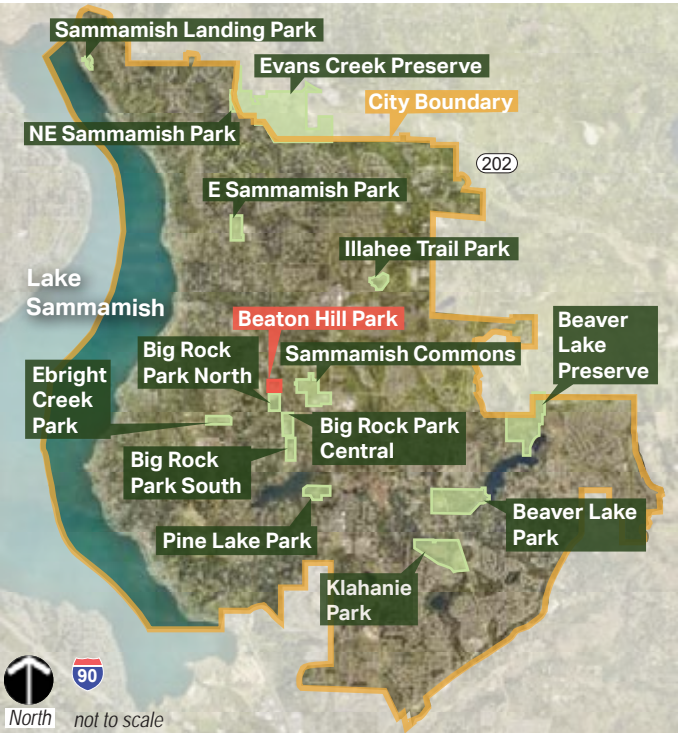 Sammamish Landing Park
Evans Creek Preserve
City Boundary
NE Sammamish Park
202
E Sammamish Park
Illahee Trail Park
Lake
Sammamish
Beaton Hill Park
Beaver
Lake
Preserve
Big Rock
Park North
Sammamish Commons
Ebright
Creek
Park
Big Rock Park
Central
Big Rock
Park South
Beaver Lake
Park
Pine Lake Park
Klahanie
Park
90
North
not to scale